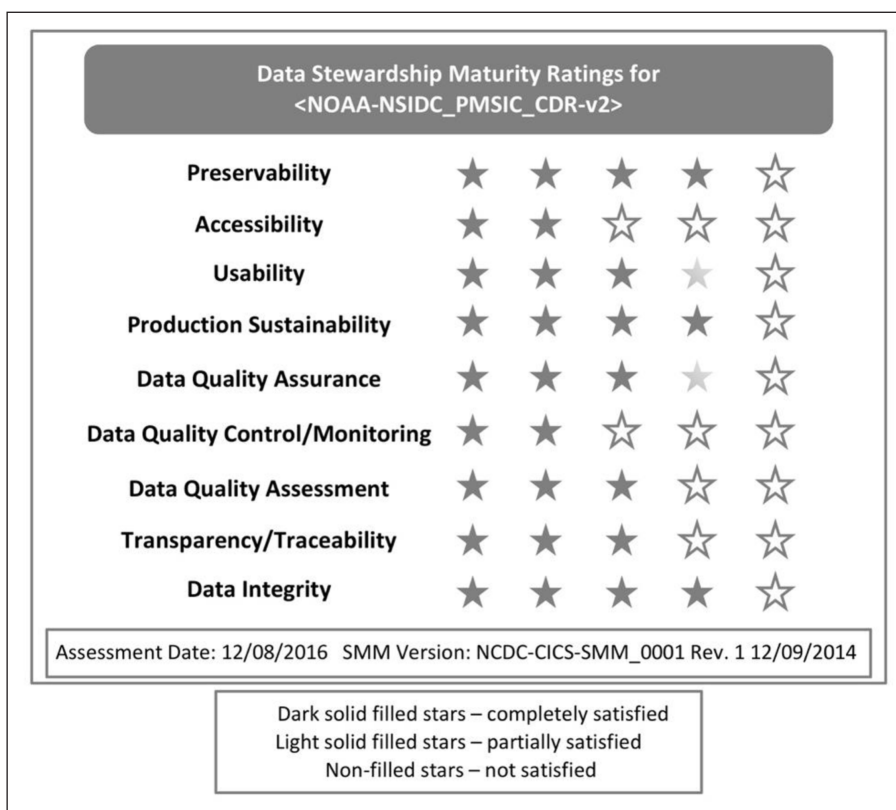 Data Stewardship Maturity Ratings for
<NOAA-NSIDC_PMSIC_CDR-v2>
Preservability
Accessibility
Usability
Production Sustainability
Data Quality Assurance
Data Quality Control/Monitoring
Data Quality Assessment
Transparency/Traceability
Data Integrity
Assessment Date: 12/08/2016 SMM Version: NCDC-CICS-SMM_0001 Rev. 1 12/09/2014
Dark solid filled stars – completely satisfied
Light solid filled stars – partially satisfied
Non-filled stars – not satisfied